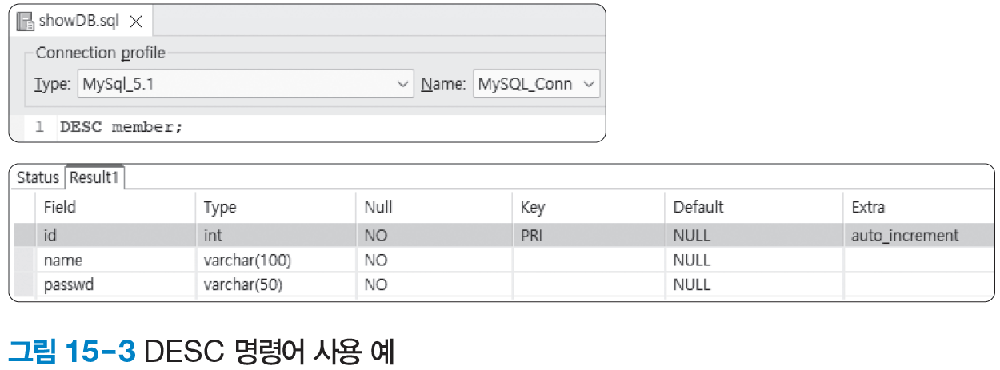 showDB.sql
Connection profile
Type: MySql_5.1 Name: MySQL_Conn
1 DESC member;
Status Result1
Field Type Null Key Default Extra
id int NO PRI NULL auto_increment
name varchar(100) NO NULL
passwd varchar(50) NO NULL
그림 15-3 DESC 명령어 사용 예